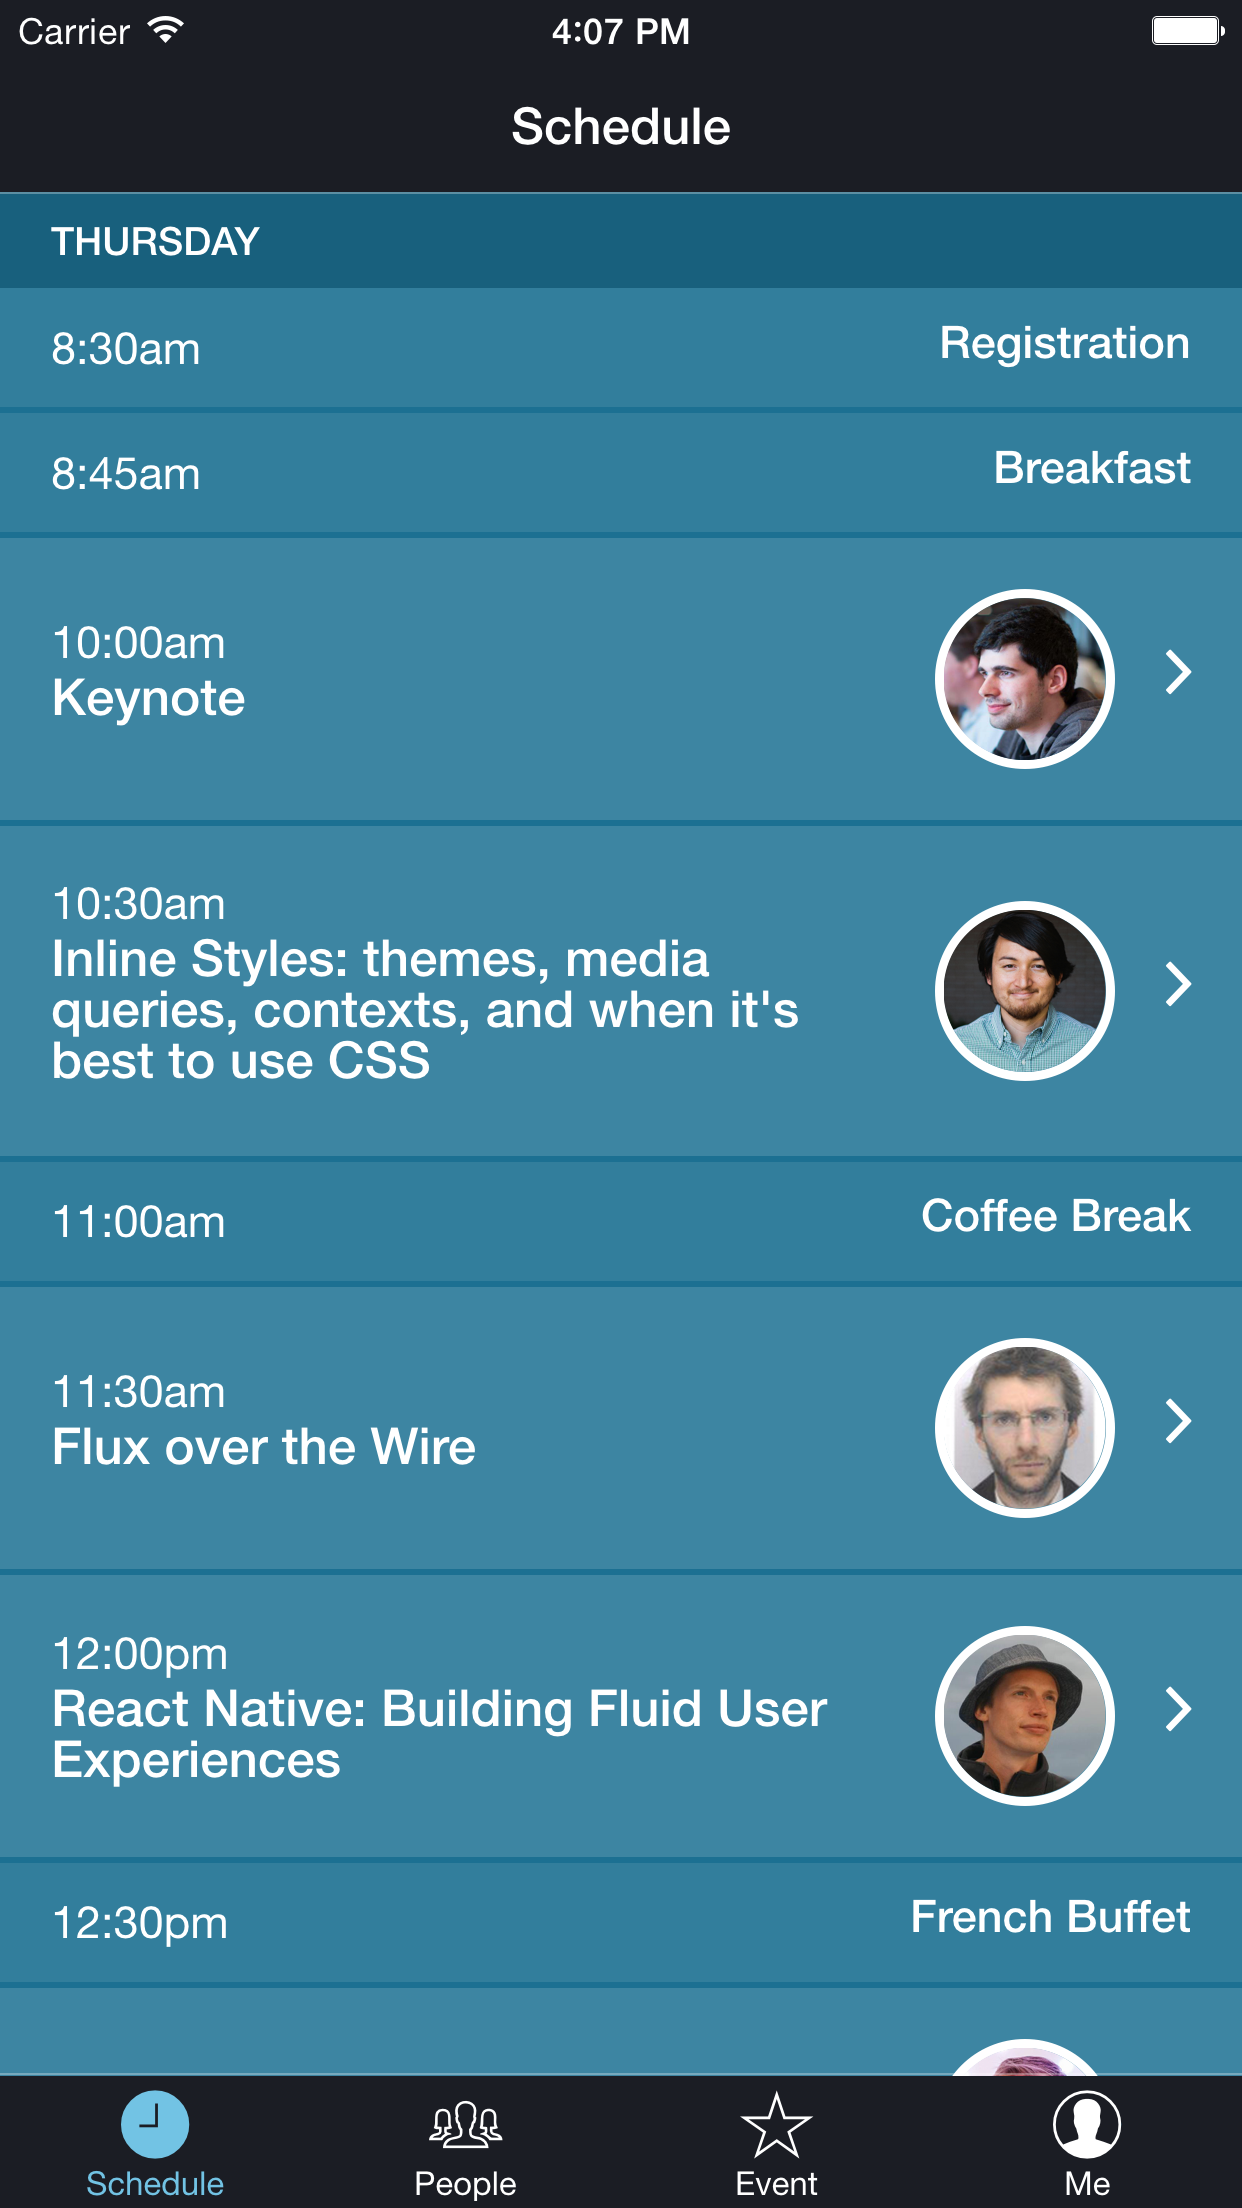 Carrier
4:07 PM
Schedule
THURSDAY
8:30am
Registration
8:45am
Breakfast
10:00am
Keynote
10:30am
Inline Styles: themes, media
queries, contexts, and when it's
best to use CSS
11:00am
Coffee Break
11:30am
Flux over the Wire
12:00pm
React Native: Building Fluid User
Experiences
12:30pm
French Buffet
Schedule
People
Event
Me